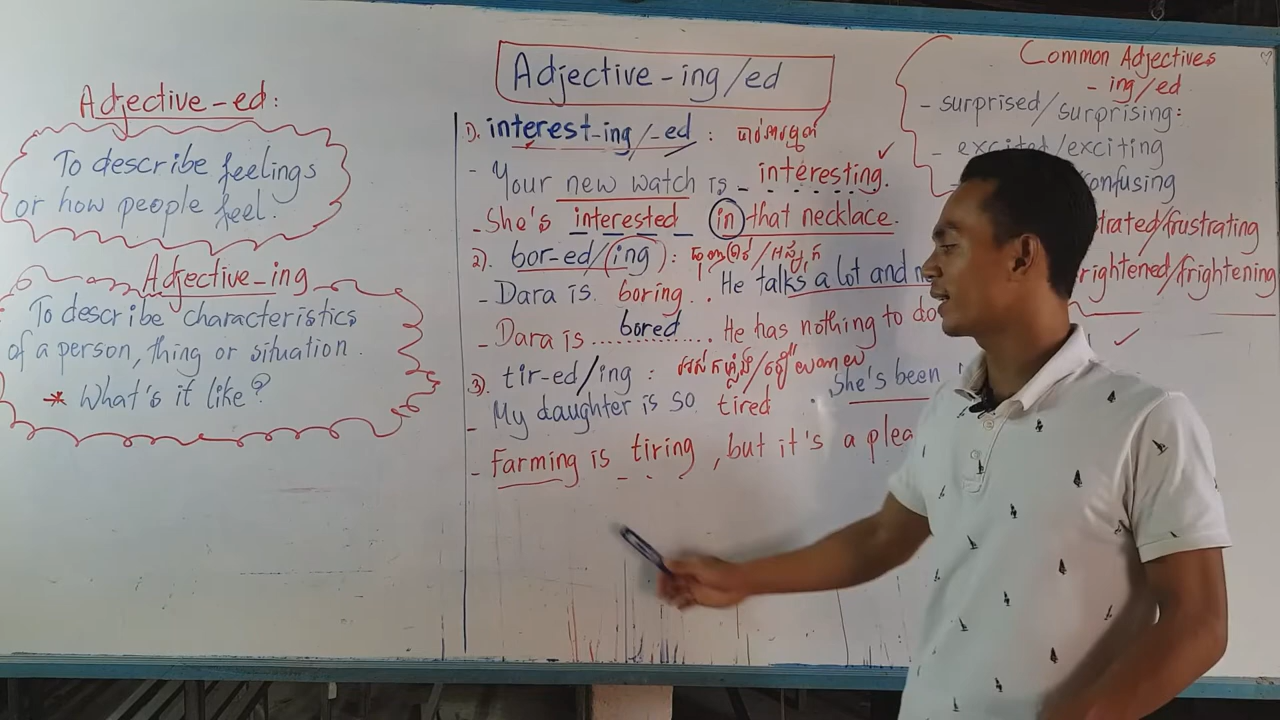 Adjective-ed:
To describe feelings
or how people feel.
Adjective-ing
To describe characteristics
of a person, thing or situation.
* What's it like?
Adjective-ing/ed
1). interest-ing/-ed :
- Your new watch is interesting.
- She's interested in that necklace.
2). bor-ed/(ing) :
- Dara is boring.. He talks a lot and
- Dara is bored. He has nothing to do
3). tir-ed/ing :
- My daughter is so tired. She's been
- Farming is tiring, but it's a
Common Adjectives
- ing/ed
- surprised/surprising:
- excited/exciting
confusing
frustrating
frightened/frightening